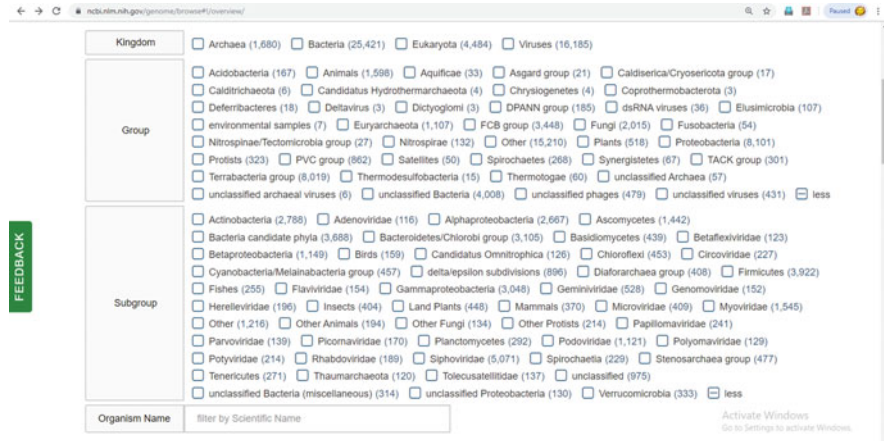 ncbi.nlm.nih.gov/genome/browse#!/overview/
Paused
Kingdom
Archaea (1,680) Bacteria (25,421) Eukaryota (4,484) Viruses (16,185)
Group
Acidobacteria (167) Animals (1,598) Aquificae (33) Asgard group (21) Caldiserica/Cryosericota group (17)
Calditrichaeota (6) Candidatus Hydrothermarchaeota (4) Chrysiogenetes (4) Coprothermobacterota (3)
Deferribacteres (18) Deltavirus (3) Dictyoglomi (3) DPANN group (185) dsRNA viruses (36) Elusimicrobia (107)
environmental samples (7) Euryarchaeota (1,107) FCB group (3,448) Fungi (2,015) Fusobacteria (54)
Nitrospinae/Tectomicrobia group (27) Nitrospirae (132) Other (15,210) Plants (518) Proteobacteria (8,101)
Protists (323) PVC group (862) Satellites (50) Spirochaetes (268) Synergistetes (67) TACK group (301)
Terrabacteria group (8,019) Thermodesulfobacteria (15) Thermotogae (60) unclassified Archaea (57)
unclassified archaeal viruses (6) unclassified Bacteria (4,008) unclassified phages (479) unclassified viruses (431) less
FEEDBACK
Subgroup
Actinobacteria (2,788) Adenoviridae (116) Alphaproteobacteria (2,667) Ascomycetes (1,442)
Bacteria candidate phyla (3,688) Bacteroidetes/Chlorobi group (3,105) Basidiomycetes (439) Betaflexiviridae (123)
Betaproteobacteria (1,149) Birds (159) Candidatus Omnitrophica (126) Chloroflexi (453) Circoviridae (227)
Cyanobacteria/Melainabacteria group (457) delta/epsilon subdivisions (896) Diaforarchaea group (408) Firmicutes (3,922)
Fishes (255) Flaviviridae (154) Gammaproteobacteria (3,048) Geminiviridae (528) Genomoviridae (152)
Herelleviridae (196) Insects (404) Land Plants (448) Mammals (370) Microviridae (409) Myoviridae (1,545)
Other (1,216) Other Animals (194) Other Fungi (134) Other Protists (214) Papillomaviridae (241)
Parvoviridae (139) Picornaviridae (170) Planctomycetes (292) Podoviridae (1,121) Polyomaviridae (129)
Potyviridae (214) Rhabdoviridae (189) Siphoviridae (5,071) Spirochaetia (229) Stenosarchaea group (477)
Tenericutes (271) Thaumarchaeota (120) Tolecusatellitidae (137) unclassified (975)
unclassified Bacteria (miscellaneous) (314) unclassified Proteobacteria (130) Verrucomicrobia (333) less
Organism Name
filter by Scientific Name
Activate Windows
Go to Settings to activate Windows.